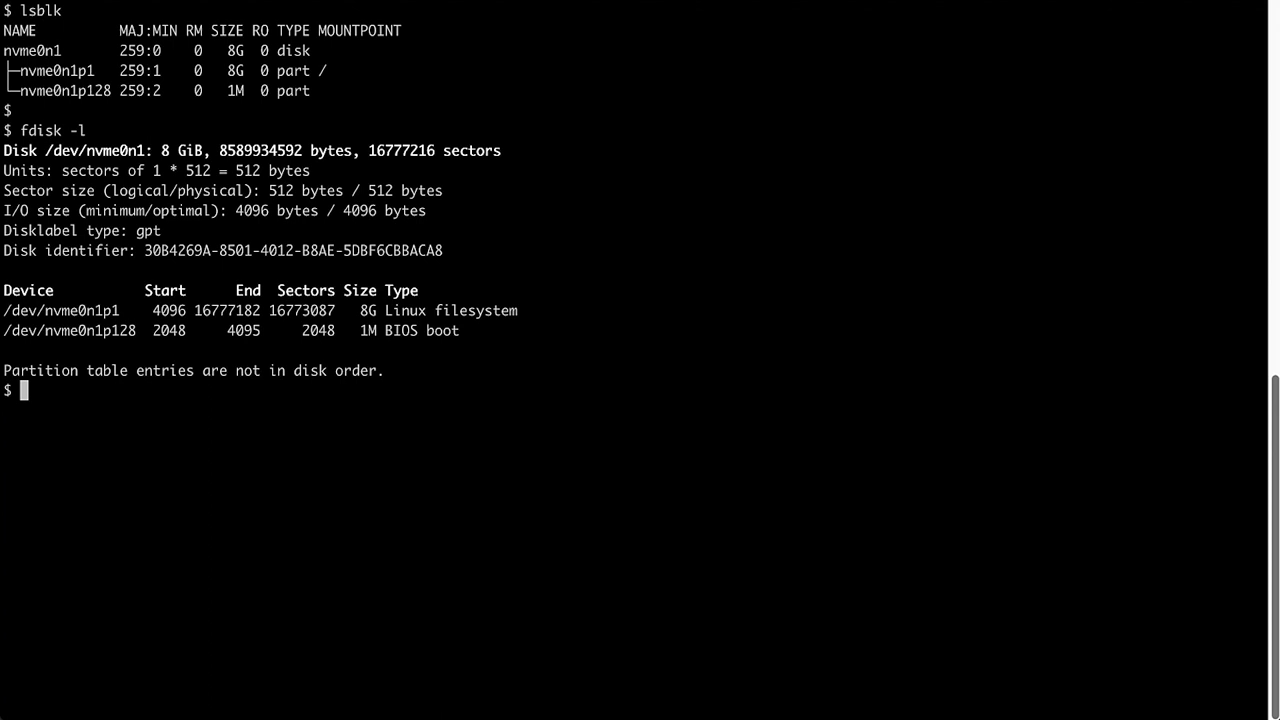 $ lsblk
NAME          MAJ:MIN RM SIZE RO TYPE MOUNTPOINT
nvme0n1       259:0    0   8G  0 disk
├─nvme0n1p1   259:1    0   8G  0 part /
└─nvme0n1p128 259:2    0   1M  0 part
$
$ fdisk -l
Disk /dev/nvme0n1: 8 GiB, 8589934592 bytes, 16777216 sectors
Units: sectors of 1 * 512 = 512 bytes
Sector size (logical/physical): 512 bytes / 512 bytes
I/O size (minimum/optimal): 4096 bytes / 4096 bytes
Disklabel type: gpt
Disk identifier: 30B4269A-8501-4012-B8AE-5DBF6CBBACA8
Device           Start      End  Sectors Size Type
/dev/nvme0n1p1    4096 16777182 16773087   8G Linux filesystem
/dev/nvme0n1p128  2048     4095     2048   1M BIOS boot
Partition table entries are not in disk order.
$